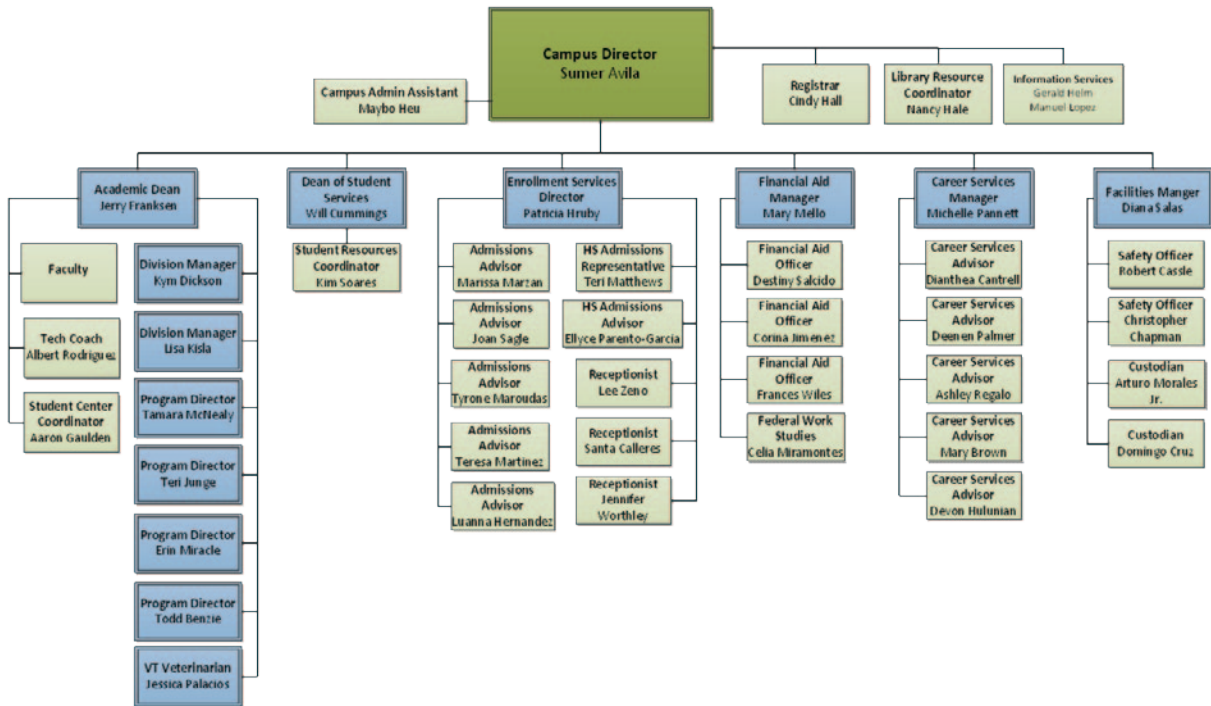 Campus Director
Sumer Avila
Campus Admin Assistant
Maybo Heu
Registrar
Cindy Hall
Library Resource
Coordinator
Nancy Hale
Information Services
Gerald Helm
Manuel Lopez
Academic Dean
Jerry Franksen
Dean of Student
Services
Will Cummings
Enrollment Services
Director
Patricia Hruby
Financial Aid
Manager
Mary Mello
Career Services
Manager
Michelle Pannett
Facilities Manger
Diana Salas
Faculty
Tech Coach
Albert Rodriguez
Student Center
Coordinator
Aaron Gaulden
Division Manager
Kym Dickson
Division Manager
Lisa Kisla
Program Director
Tamara McNealy
Program Director
Teri Junge
Program Director
Erin Miracle
Program Director
Todd Benzie
VT Veterinarian
Jessica Palacios
Student Resources
Coordinator
Kim Soares
Admissions
Advisor
Marissa Marzan
Admissions
Advisor
Joan Sagle
Admissions
Advisor
Tyrone Maroudas
Admissions
Advisor
Teresa Martinez
Admissions
Advisor
Luanna Hernandez
HS Admissions
Representative
Teri Matthews
HS Admissions
Advisor
Ellyce Parento-Garcia
Receptionist
Lee Zeno
Receptionist
Santa Calleres
Receptionist
Jennifer
Worthley
Financial Aid
Officer
Destiny Salcido
Financial Aid
Officer
Corina Jimenez
Financial Aid
Officer
Frances Wiles
Federal Work
Studies
Celia Miramontes
Career Services
Advisor
Dianthea Cantrell
Career Services
Advisor
Deenen Palmer
Career Services
Advisor
Ashley Regalo
Career Services
Advisor
Mary Brown
Career Services
Advisor
Devon Hulunian
Safety Officer
Robert Cassle
Safety Officer
Christopher
Chapman
Custodian
Arturo Morales
Jr.
Custodian
Domingo Cruz